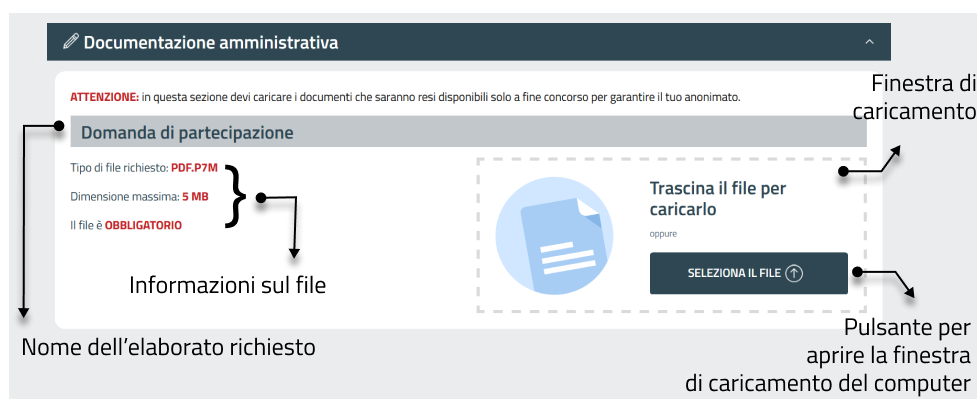 Documentazione amministrativa
ATTENZIONE: in questa sezione devi caricare i documenti che saranno resi disponibili solo a fine concorso per garantire il tuo anonimato.
Finestra di
caricamento
Domanda di partecipazione
Tipo di file richiesto: PDF.P7M
Dimensione massima: 5 MB
Il file è OBBLIGATORIO
Informazioni sul file
Trascina il file per
caricarlo
oppure
SELEZIONA IL FILE
Nome dell'elaborato richiesto
Pulsante per
aprire la finestra
di caricamento del computer